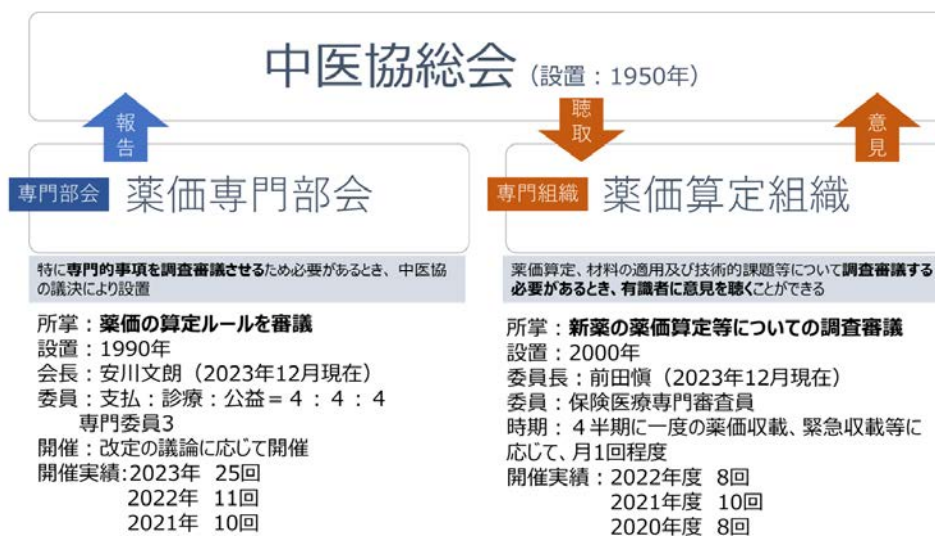 中医協総会（設置：1950年）
報告
聴取
意見
専門部会 薬価専門部会
特に専門的事項を調査審議させるため必要があるとき、中医協
の議決により設置
所掌：薬価の算定ルールを審議
設置：1990年
会長：安川文朗（2023年12月現在）
委員：支払：診療：公益＝４：４：４
専門委員3
開催：改定の議論に応じて開催
開催実績:2023年 25回
2022年 11回
2021年 10回
専門組織 薬価算定組織
薬価算定、材料の適用及び技術的課題等について調査審議する
必要があるとき、有識者に意見を聴くことができる
所掌：新薬の薬価算定等についての調査審議
設置：2000年
委員長：前田愼（2023年12月現在）
委員：保険医療専門審査員
時期：４半期に一度の薬価収載、緊急収載等に
応じて、月1回程度
開催実績：2022年度 8回
2021年度 10回
2020年度 8回